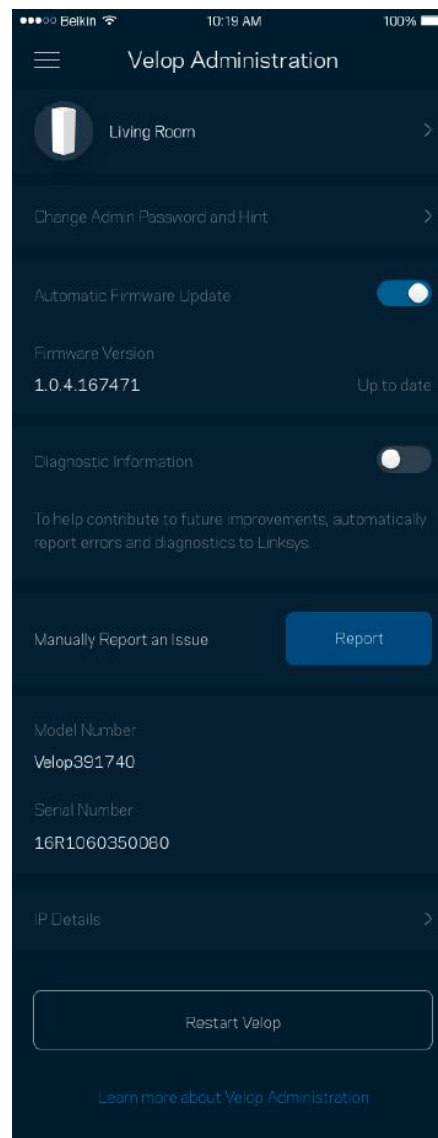 Belkin 10:19 AM 100%
Velop Administration
Living Room
Change Admin Password and Hint
Automatic Firmware Update
Firmware Version
1.0.4.167471 Up to date
Diagnostic Information
To help contribute to future improvements, automatically
report errors and diagnostics to Linksys.
Manually Report an Issue Report
Model Number
Velop391740
Serial Number
16R1060350080
IP Details
Restart Velop
Learn more about Velop Administration